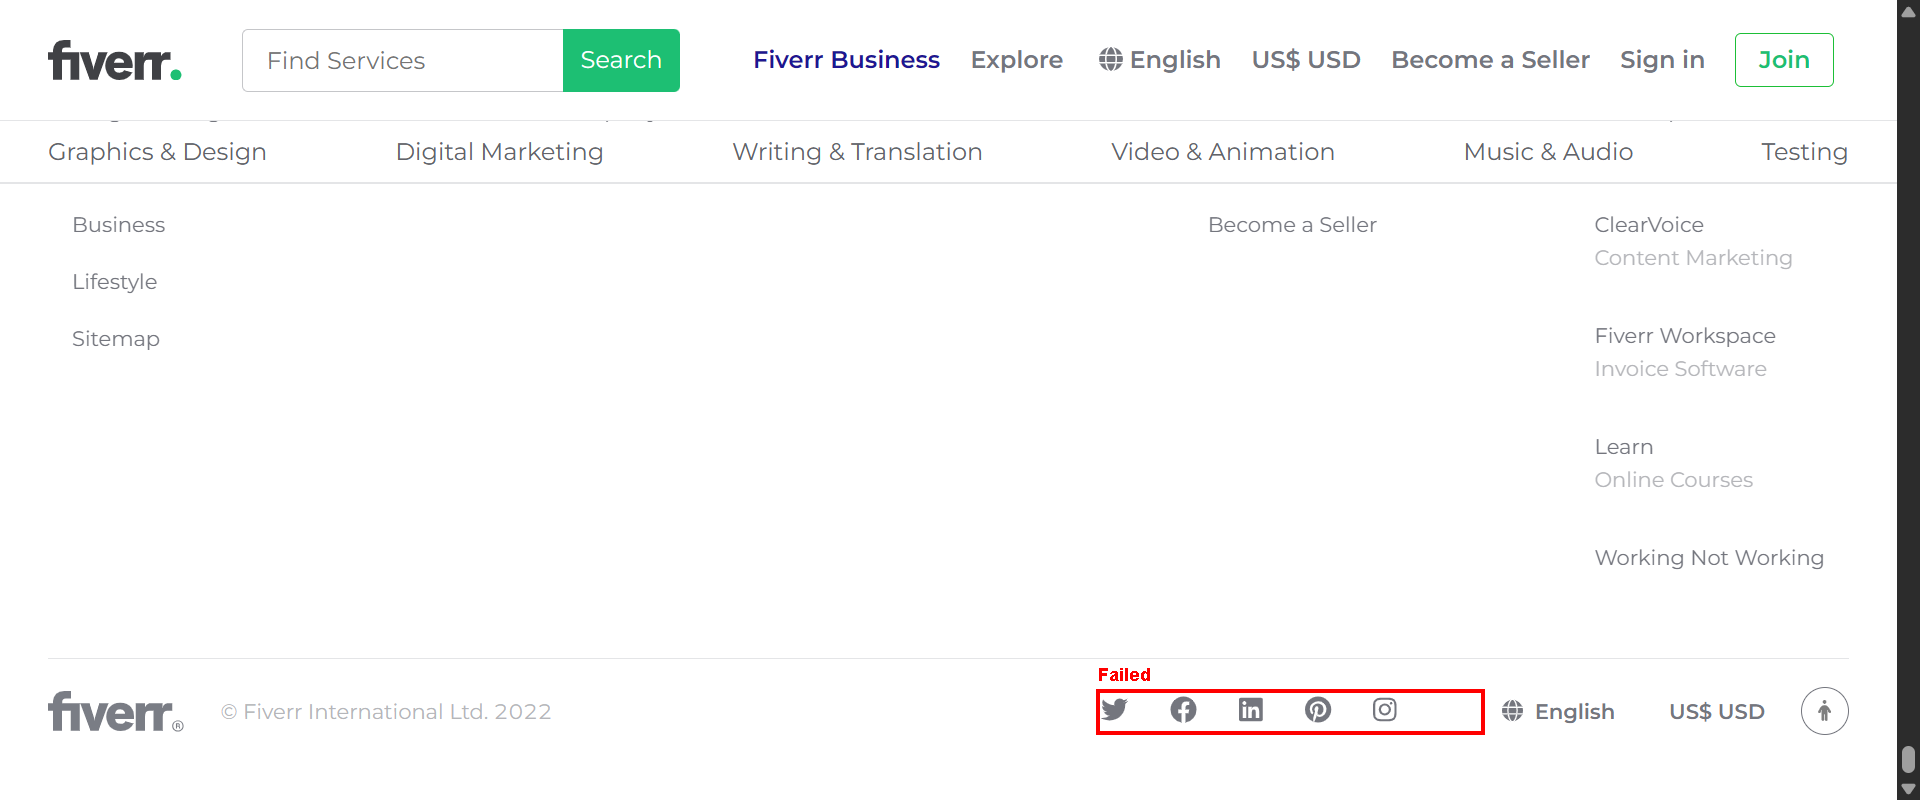 fiverr.
Find Services
Search
Fiverr Business
Explore
English
US$ USD
Become a Seller
Sign in
Join
Graphics & Design
Digital Marketing
Writing & Translation
Video & Animation
Music & Audio
Testing
Business
Lifestyle
Sitemap
Become a Seller
ClearVoice
Content Marketing
Fiverr Workspace
Invoice Software
Learn
Online Courses
Working Not Working
Failed
fiverr®
© Fiverr International Ltd. 2022
English
US$ USD